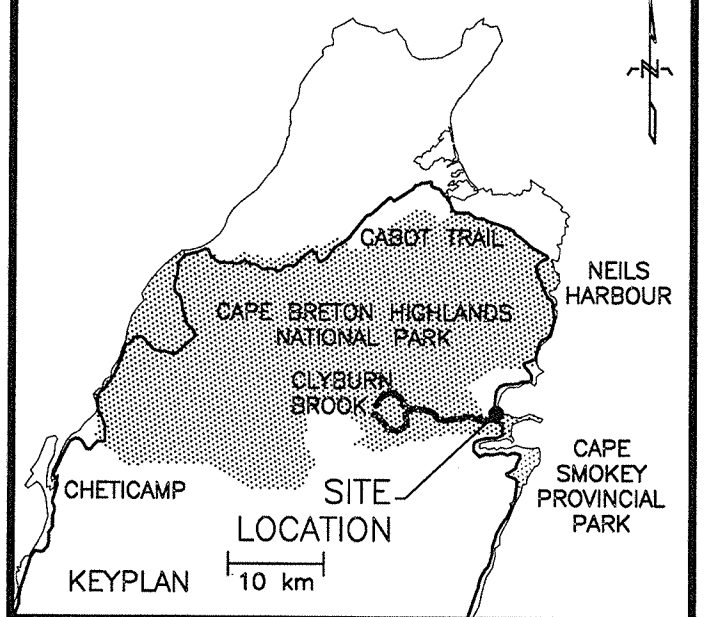 N
CABOT TRAIL
NEILS
HARBOUR
CAPE BRETON HIGHLANDS
NATIONAL PARK
CLYBURN
BROOK
CAPE
SMOKEY
PROVINCIAL
PARK
CHETICAMP
SITE
LOCATION
10 km
KEYPLAN